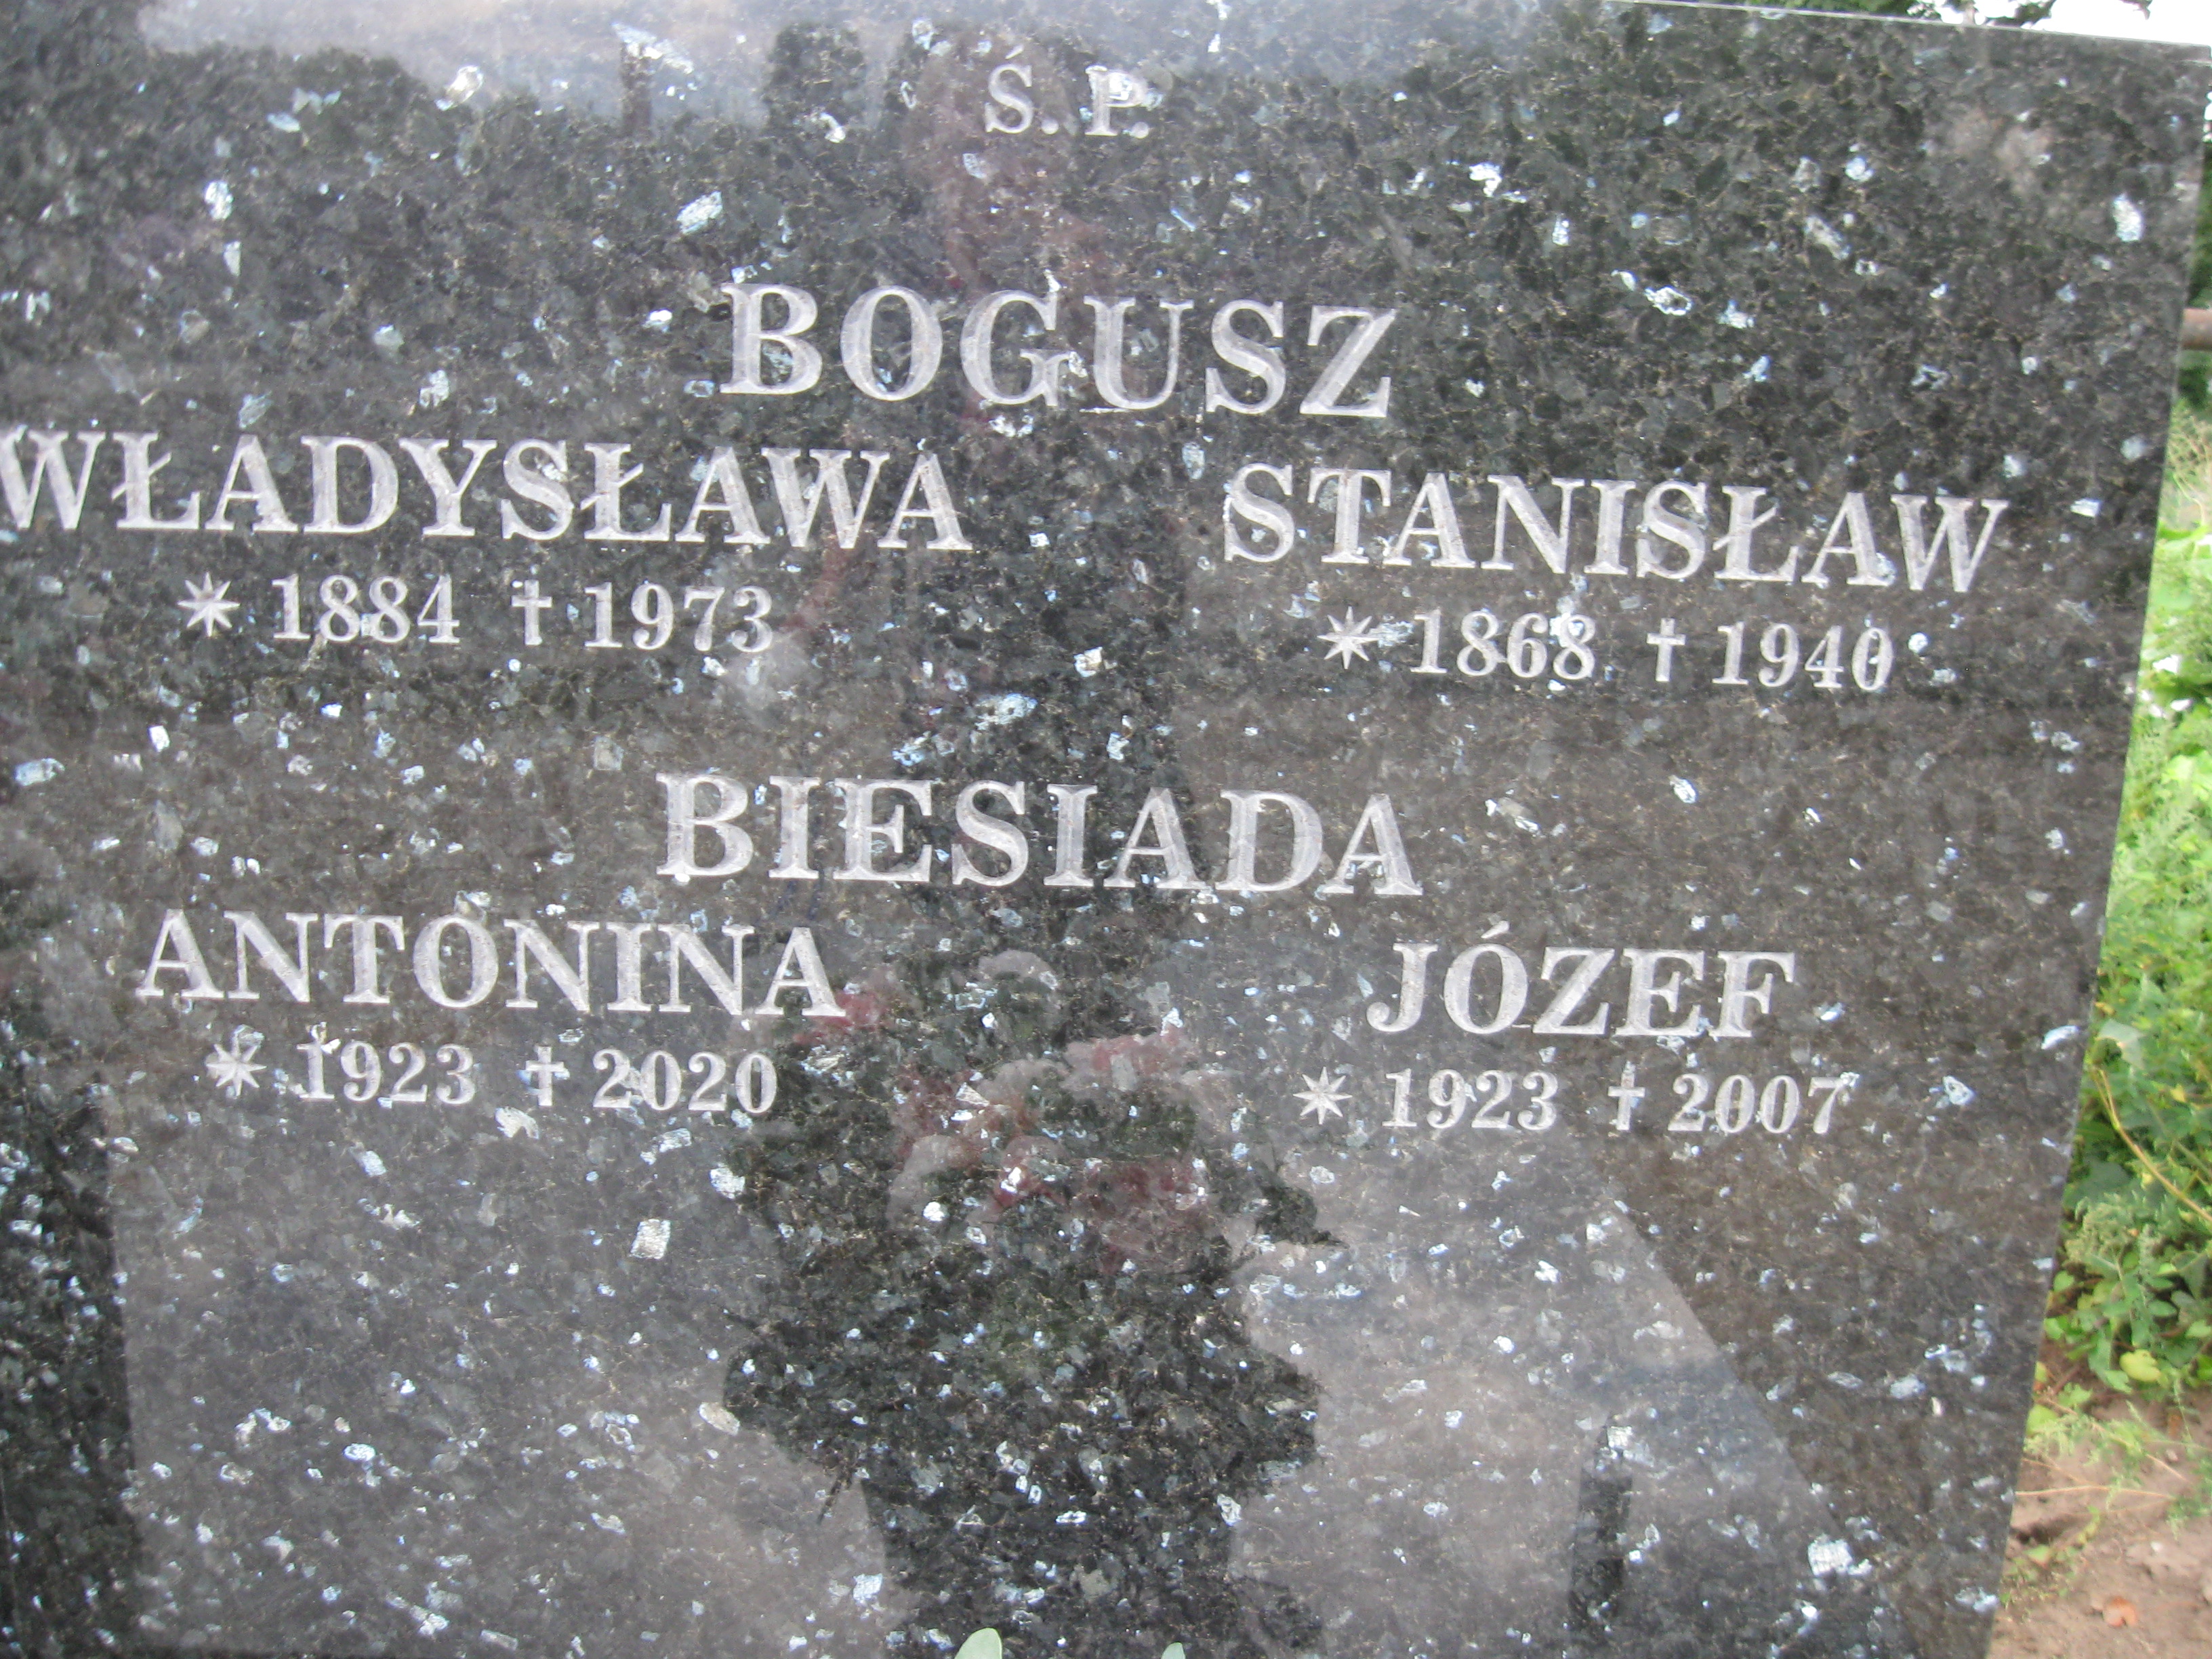 Ś. P.
BOGUSZ
WŁADYSŁAWA STANISŁAW
* 1884 † 1973 * 1868 † 1940
BIESIADA
ANTONINA JÓZEF
* 1923 † 2020 * 1923 † 2007